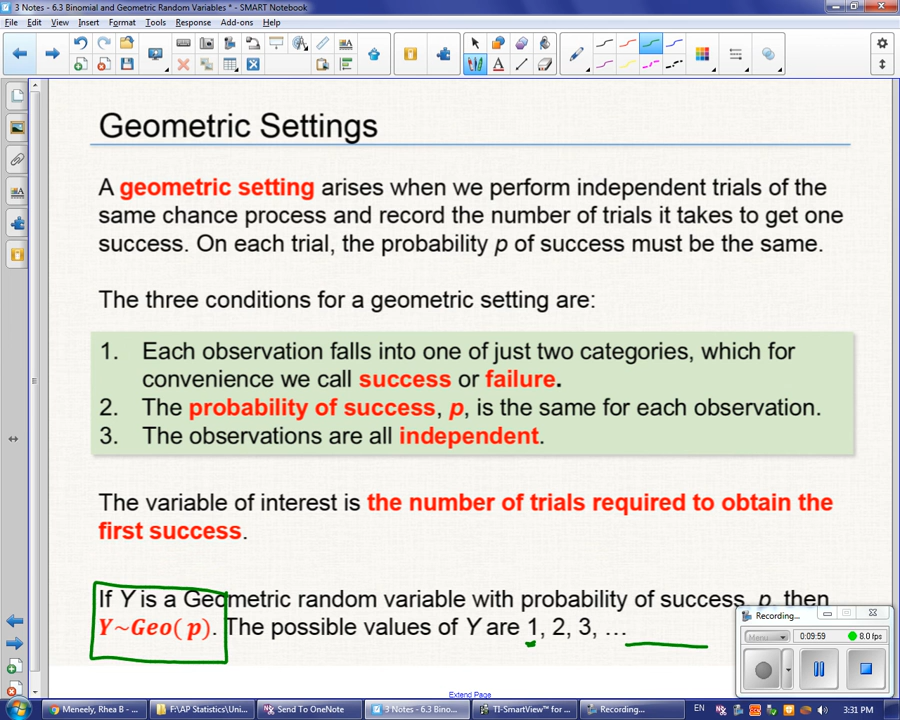 3 Notes - 6.3 Binomial and Geometric Random Variables * - SMART Notebook
File Edit View Insert Format Tools Response Add-ons Help
Geometric Settings
A geometric setting arises when we perform independent trials of the
same chance process and record the number of trials it takes to get one
success. On each trial, the probability p of success must be the same.
The three conditions for a geometric setting are:
1. Each observation falls into one of just two categories, which for
convenience we call success or failure.
2. The probability of success, p, is the same for each observation.
3. The observations are all independent.
The variable of interest is the number of trials required to obtain the
first success.
If Y is a Geometric random variable with probability of success, p, then
Y~Geo(p). The possible values of Y are 1, 2, 3, …
Recording...
Menu
0:09:59 8.0 fps
Extend Page
Meneely, Rhea B - ... F:\AP Statistics\Uni... Send To OneNote 3 Notes - 6.3 Bino... TI-SmartView™ for ... Recording... EN 3:31 PM